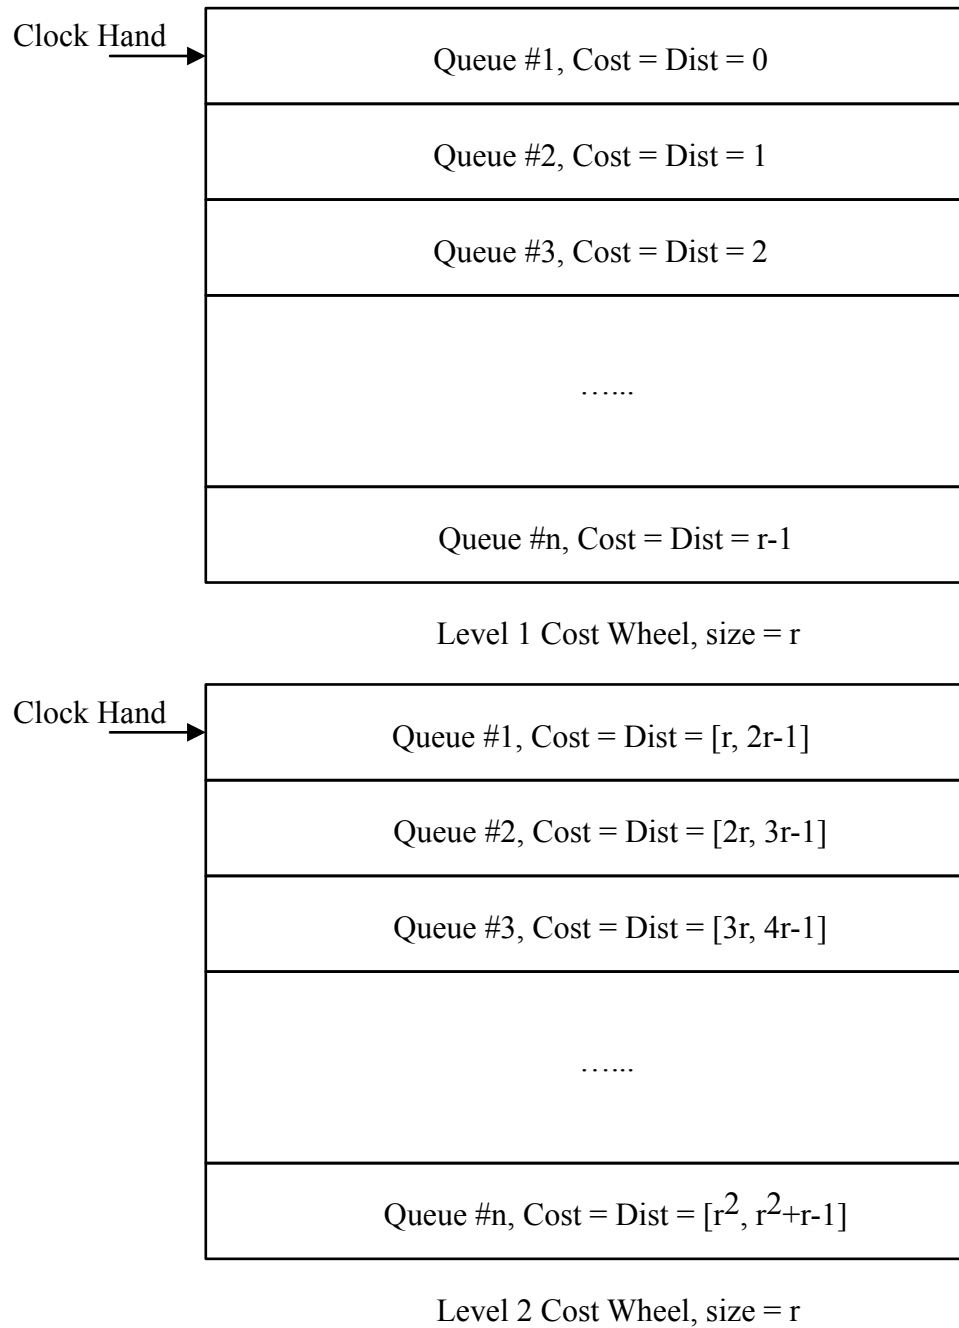 Clock Hand
Queue #1, Cost = Dist = 0
Queue #2, Cost = Dist = 1
Queue #3, Cost = Dist = 2
…...
Queue #n, Cost = Dist = r-1
Level 1 Cost Wheel, size = r
Clock Hand
Queue #1, Cost = Dist = [r, 2r-1]
Queue #2, Cost = Dist = [2r, 3r-1]
Queue #3, Cost = Dist = [3r, 4r-1]
…...
Queue #n, Cost = Dist = [r², r²+r-1]
Level 2 Cost Wheel, size = r